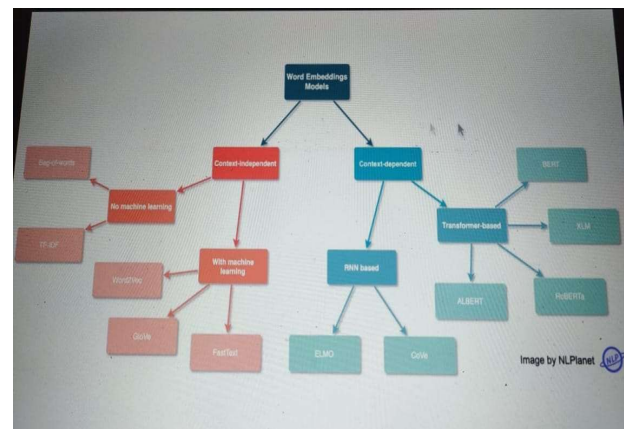 Word Embeddings
Models
Context-independent
Context-dependent
Bag-of-words
BERT
No machine learning
Transformer-based
XLM
TF-IDF
With machine
learning
RNN based
Word2Vec
ALBERT
RoBERTa
GloVe
FastText
ELMO
CoVe
Image by NLPlanet
NLP